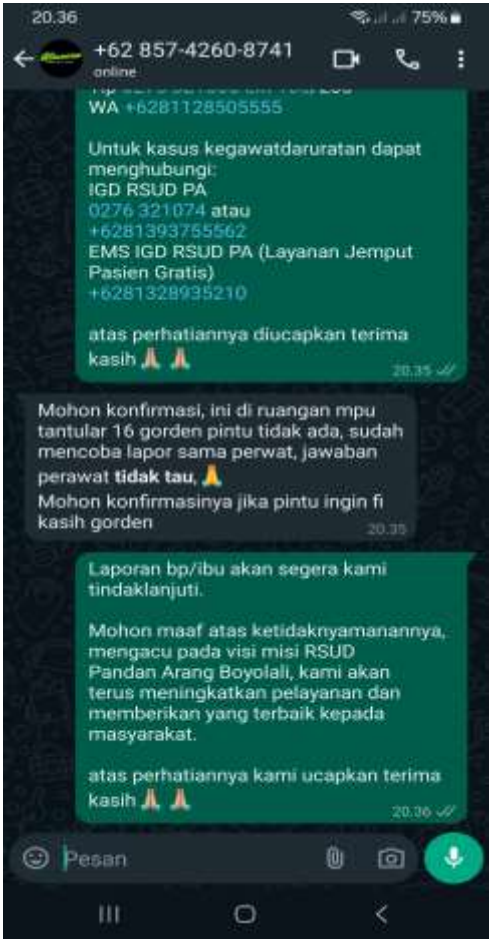 20.36
75%
+62 857-4260-8741
online
WA +6281128505555
Untuk kasus kegawatdaruratan dapat
menghubungi:
IGD RSUD PA
0276 321074 atau
+6281393755562
EMS IGD RSUD PA (Layanan Jemput
Pasien Gratis)
+6281328935210
atas perhatiannya diucapkan terima
kasih 🙏 🙏
20.35
Mohon konfirmasi, ini di ruangan mpu
tantular 16 gorden pintu tidak ada, sudah
mencoba lapor sama perwat, jawaban
perawat tidak tau, 🙏
Mohon konfirmasinya jika pintu ingin fi
kasih gorden
20.35
Laporan bp/ibu akan segera kami
tindaklanjuti.
Mohon maaf atas ketidaknyamanannya,
mengacu pada visi misi RSUD
Pandan Arang Boyolali, kami akan
terus meningkatkan pelayanan dan
memberikan yang terbaik kepada
masyarakat.
atas perhatiannya kami ucapkan terima
kasih 🙏 🙏
20.36
Pesan